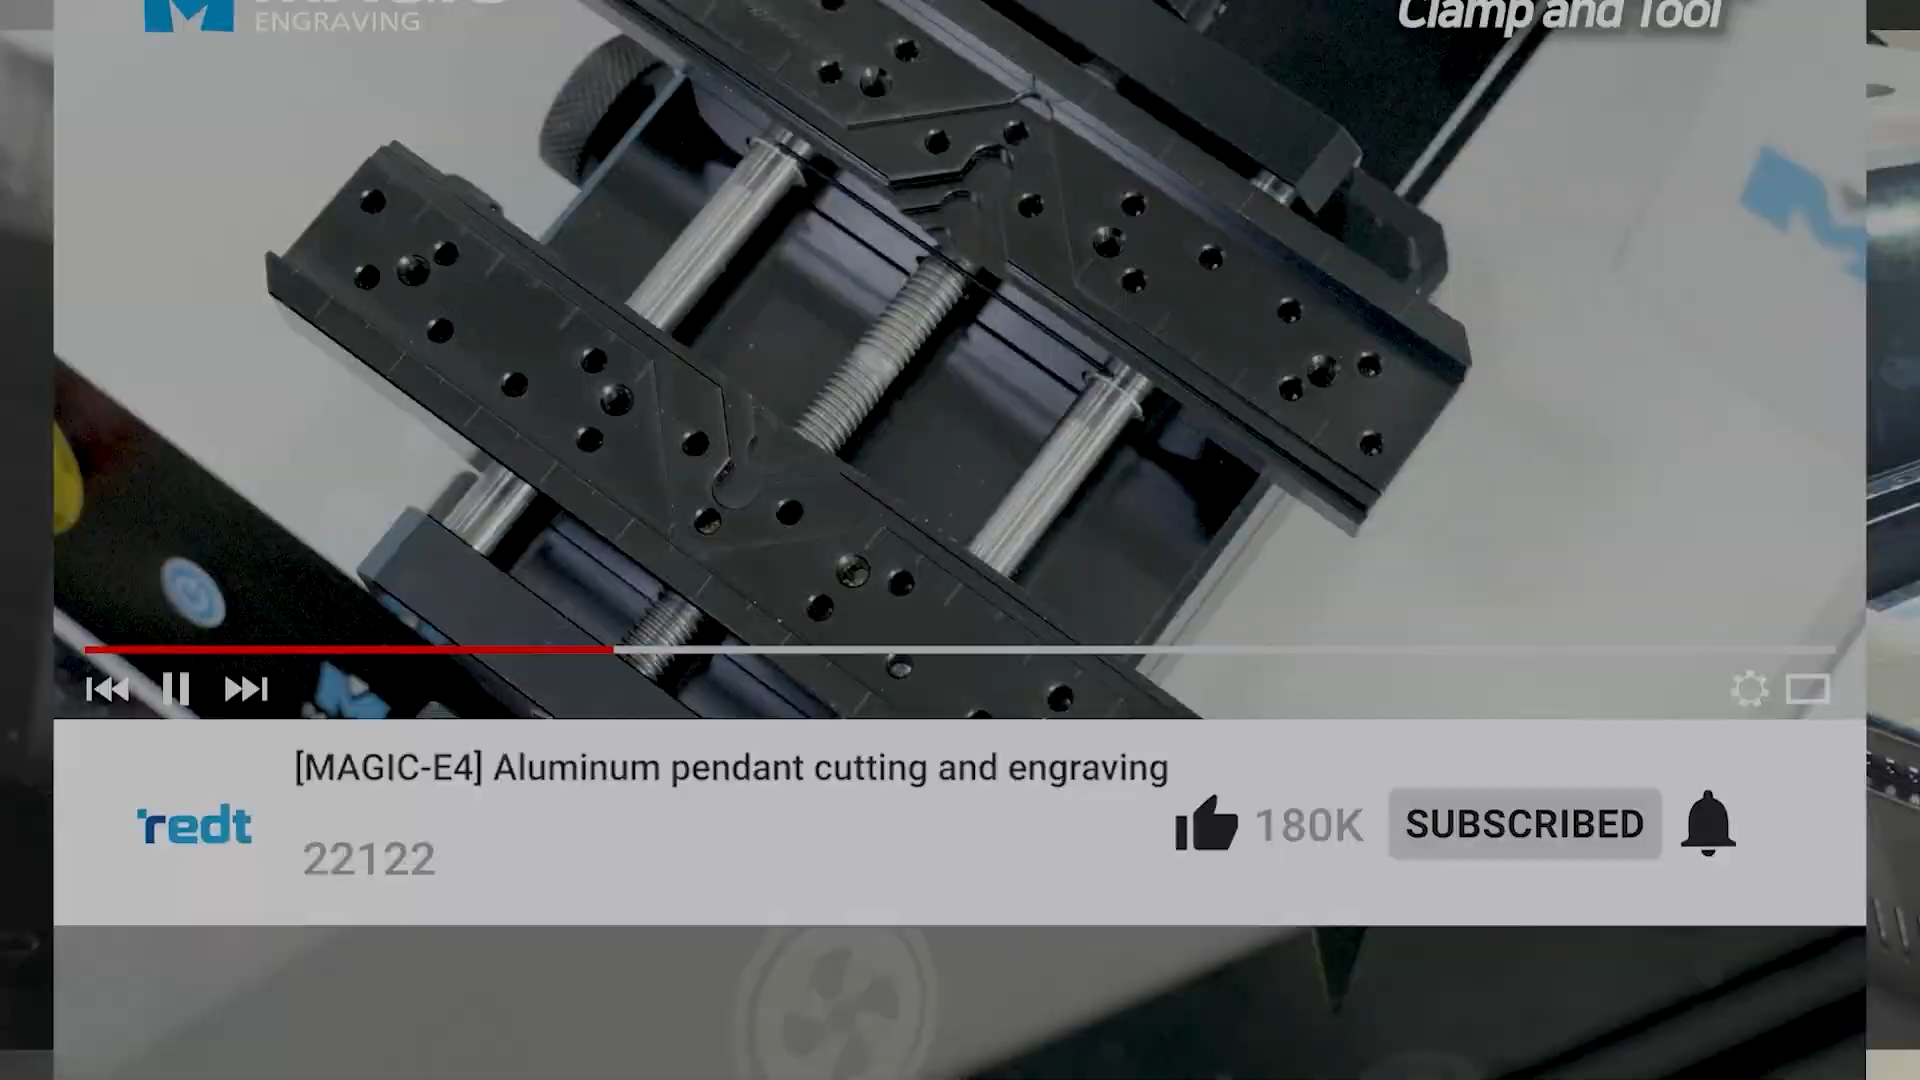 ENGRAVING
Clamp and Tool
[MAGIC-E4] Aluminum pendant cutting and engraving
redt
22122
180K
SUBSCRIBED